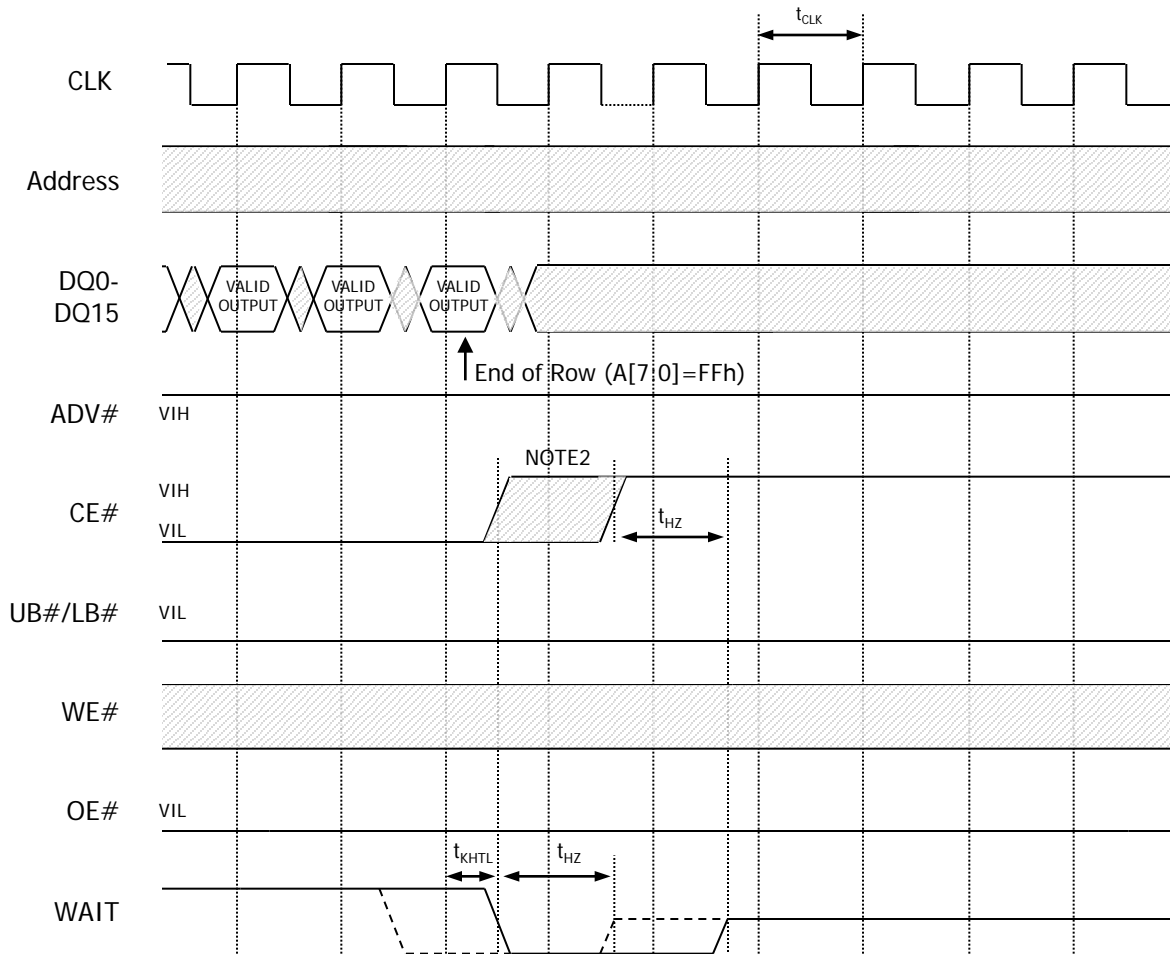 tCLK
CLK
Address
DQ0-
DQ15
VALID
OUTPUT
VALID
OUTPUT
VALID
OUTPUT
End of Row (A[7:0]=FFh)
ADV#
VIH
NOTE2
CE#
VIH
VIL
tHZ
UB#/LB#
VIL
WE#
OE#
VIL
tKHTL
tHZ
WAIT